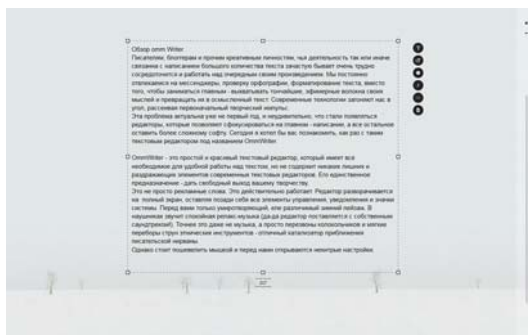 Обзор omm Writer
Писателям, блоггерам и прочим креативным личностям, чья деятельность так или иначе
связанна с написанием большого количества текста зачастую бывает очень трудно
сосредоточится и работать над очередным своим произведением. Мы постоянно
отвлекаемся на мессенджеры, проверку орфографии, форматирование текста, вместо
того, чтобы заниматься главным - выхватывать тончайшие, эфимерные волокна своих
мыслей и превращать их в осмысленный текст. Современные технологии загоняют нас в
угол, рассеивая первоначальный творческий импульс.
Эта проблема актуальна уже не первый год, и неудивительно, что стали появляться
редакторы, которые позволяют сфокусироваться на главном - написании, а все остальное
оставить более сложному софту. Сегодня я хотел бы вас познакомить, как раз с таким
текстовым редактором под названием OmmWriter.
OmmWriter - это простой и красивый текстовый редактор, который имеет всё
необходимое для удобной работы над текстом, но не содержит никаких лишних и
раздражающих элементов современных текстовых редакторов. Его единственное
предназначение - дать свободный выход вашему творчеству.
Это не просто рекламные слова. Это действительно работает. Редактор разворачивается
на полный экран, оставляя позади себя все элементы управления, уведомления и значки
системы. Перед вами только умиротворяющий, еле различимый зимний пейзаж. В
наушниках звучит спокойная релакс музыка (да-да редактор поставляется с собственным
саундтреком!). Точнее это даже не музыка, а просто перезвоны колокольчиков и мягкие
переборы струн этнических инструментов - отличный катализатор приближения
писательской нирваны.
Однако стоит пошевелить мышкой и перед нами открываются нехитрые настройки.